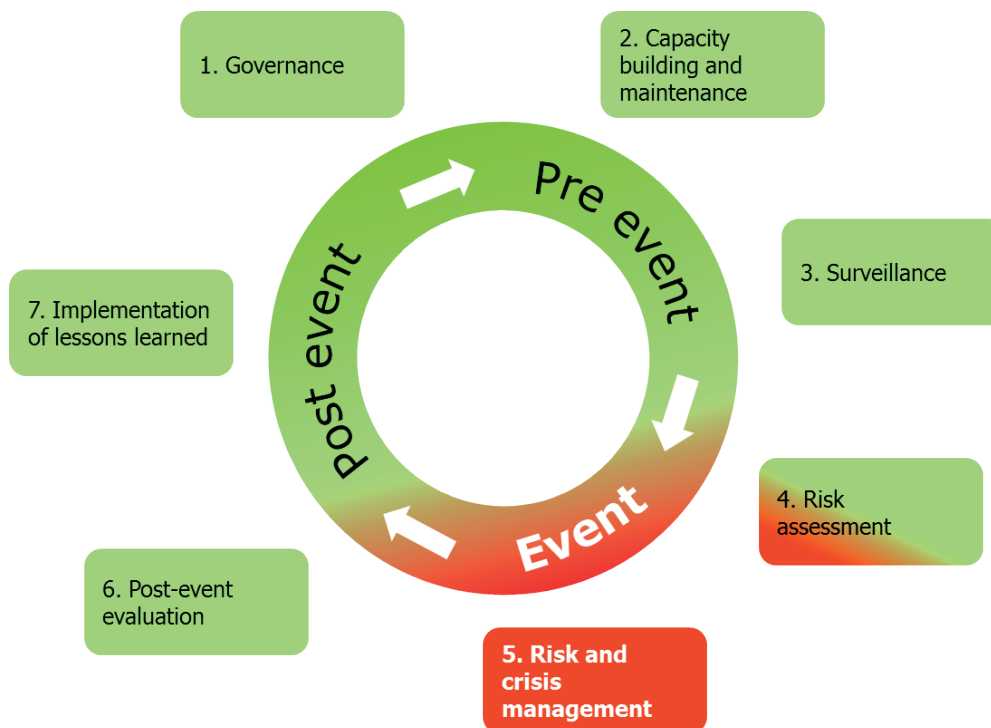 1. Governance
2. Capacity
building and
maintenance
Pre event
3. Surveillance
4. Risk
assessment
Event
5. Risk and
crisis
management
6. Post-event
evaluation
7. Implementation
of lessons learned
Post event